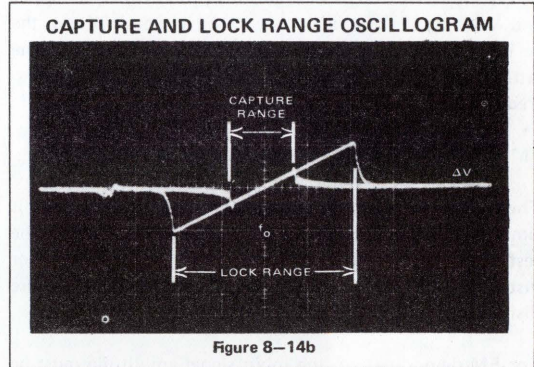 CAPTURE AND LOCK RANGE OSCILLOGRAM
CAPTURE
RANGE
ΔV
fo
LOCK RANGE
Figure 8–14b